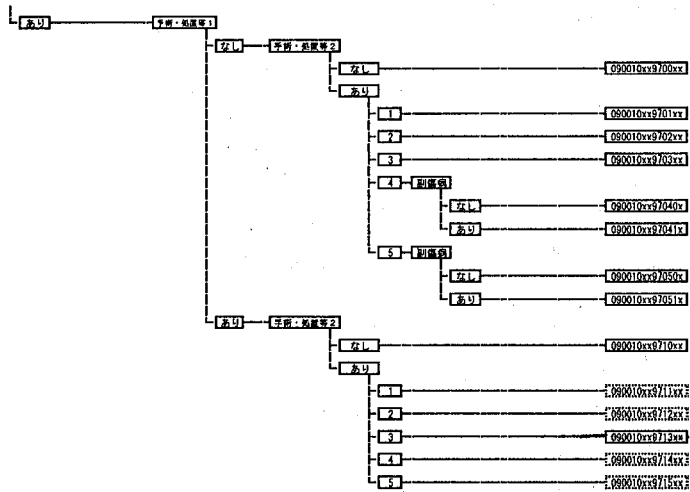 あり 手術・処置等1
なし 手術・処置等2
なし 090010xx9700xx
あり
1 090010xx9701xx
2 090010xx9702xx
3 090010xx9703xx
4 副傷病
なし 090010xx97040x
あり 090010xx97041x
5 副傷病
なし 090010xx97050x
あり 090010xx97051x
あり 手術・処置等2
なし 090010xx9710xx
あり
1 090010xx9711xx
2 090010xx9712xx
3 090010xx9713xx
4 090010xx9714xx
5 090010xx9715xx